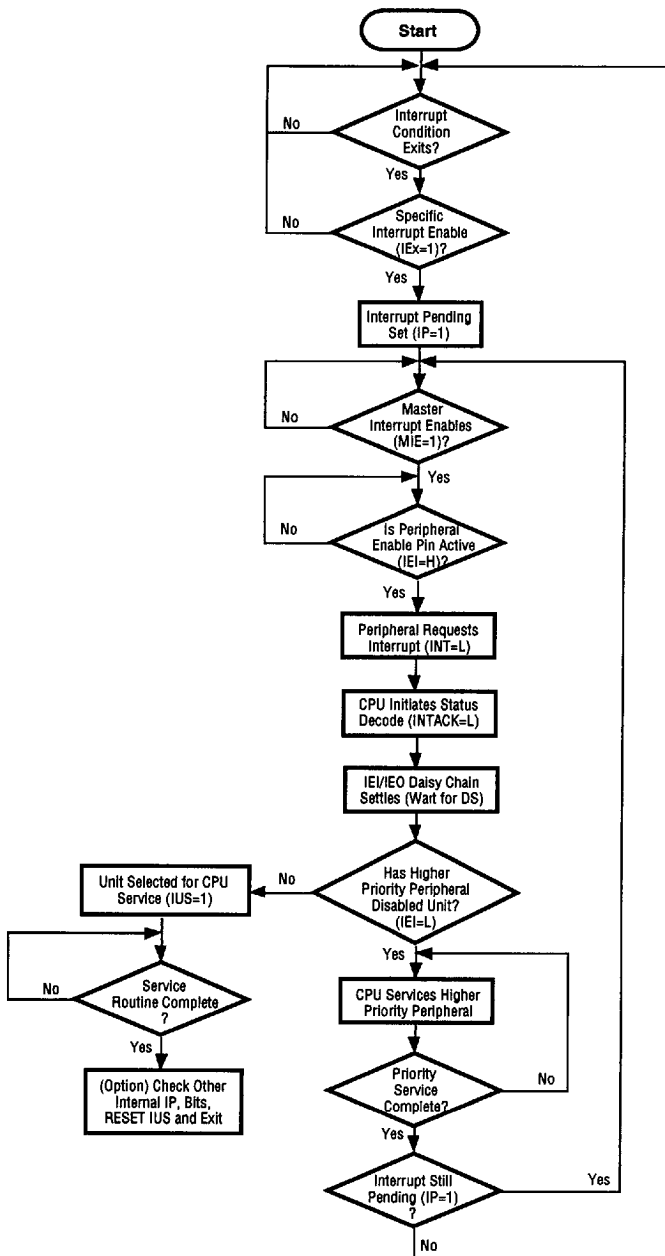 Start
Interrupt
Condition
Exits?
No
Yes
Specific
Interrupt Enable
(IEx=1)?
No
Yes
Interrupt Pending
Set (IP=1)
Master
Interrupt Enables
(MIE=1)?
No
Yes
Is Peripheral
Enable Pin Active
(IEI=H)?
No
Yes
Peripheral Requests
Interrupt (INT=L)
CPU Initiates Status
Decode (INTACK=L)
IEI/IEO Daisy Chain
Settles (Wart for DS)
Has Higher
Priority Peripheral
Disabled Unit?
(IEI=L)
No
Unit Selected for CPU
Service (IUS=1)
Service
Routine Complete
?
No
Yes
(Option) Check Other
Internal IP, Bits,
RESET IUS and Exit
Yes
CPU Services Higher
Priority Peripheral
Priority
Service
Complete?
No
Yes
Interrupt Still
Pending (IP=1)
?
Yes
No